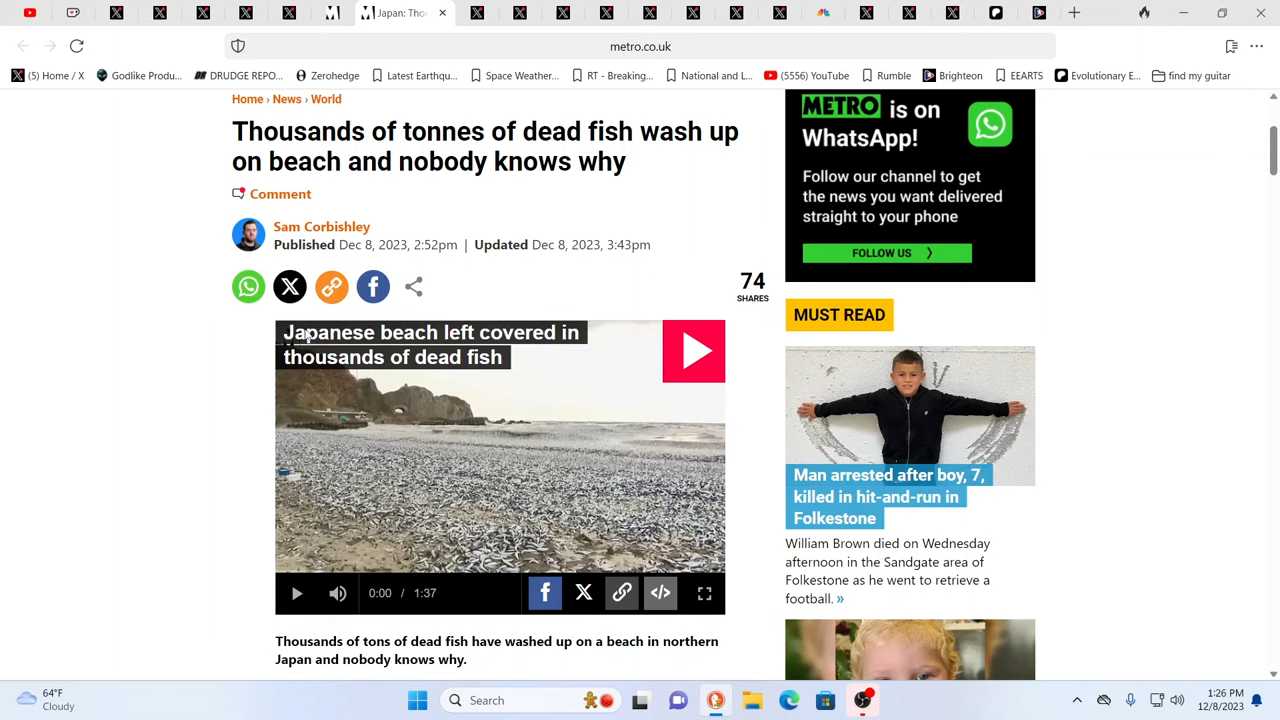 Japan: Thou
metro.co.uk
(5) Home / X
Godlike Produ...
DRUDGE REPO...
Zerohedge
Latest Earthqu...
Space Weather...
RT - Breaking...
National and L...
(5556) YouTube
Rumble
Brighteon
EEARTS
Evolutionary E...
find my guitar
Home › News › World
Thousands of tonnes of dead fish wash up
on beach and nobody knows why
Comment
Sam Corbishley
Published Dec 8, 2023, 2:52pm | Updated Dec 8, 2023, 3:43pm
74
SHARES
Japanese beach left covered in
thousands of dead fish
0:00 / 1:37
Thousands of tons of dead fish have washed up on a beach in northern
Japan and nobody knows why.
METRO is on
WhatsApp!
Follow our channel to get
the news you want delivered
straight to your phone
FOLLOW US
MUST READ
Man arrested after boy, 7,
killed in hit-and-run in
Folkestone
William Brown died on Wednesday
afternoon in the Sandgate area of
Folkestone as he went to retrieve a
football. »
64°F
Cloudy
Search
1:26 PM
12/8/2023